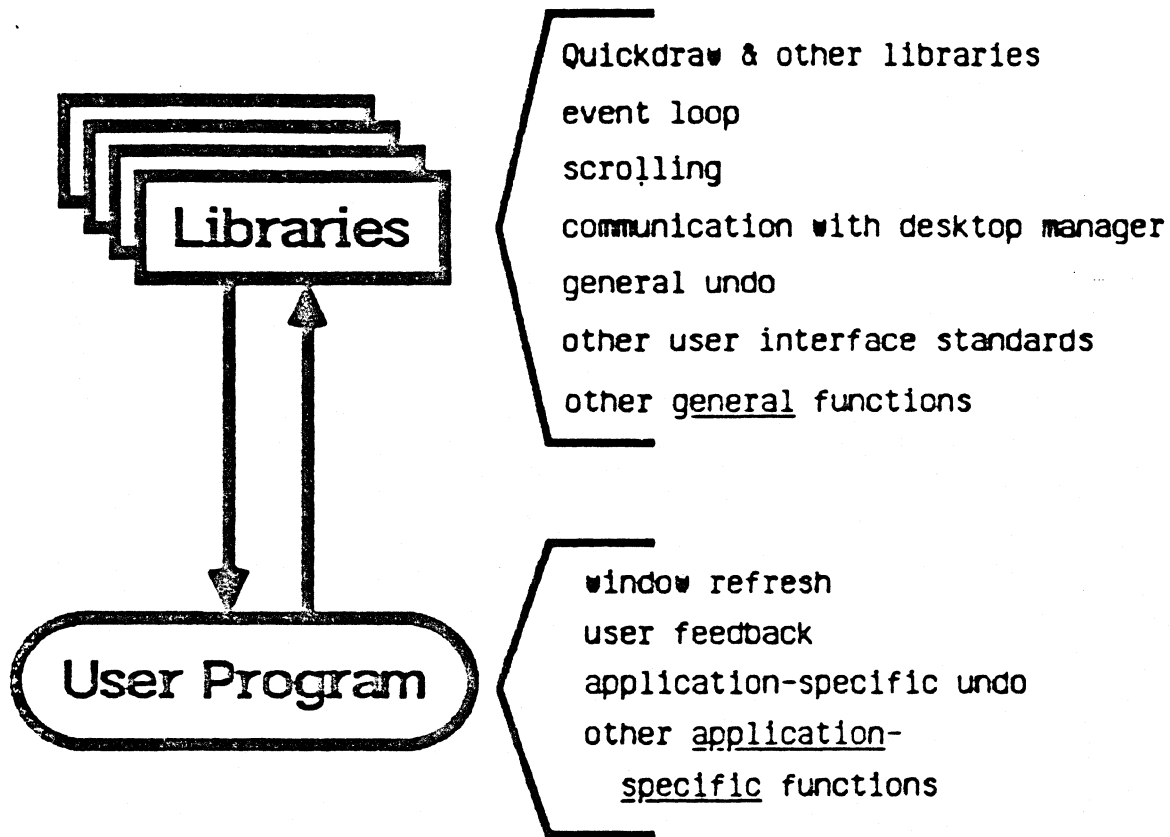 Quickdraw & other libraries
event loop
scrolling
communication with desktop manager
general undo
other user interface standards
other general functions
Libraries
window refresh
user feedback
application-specific undo
other application-
specific functions
User Program